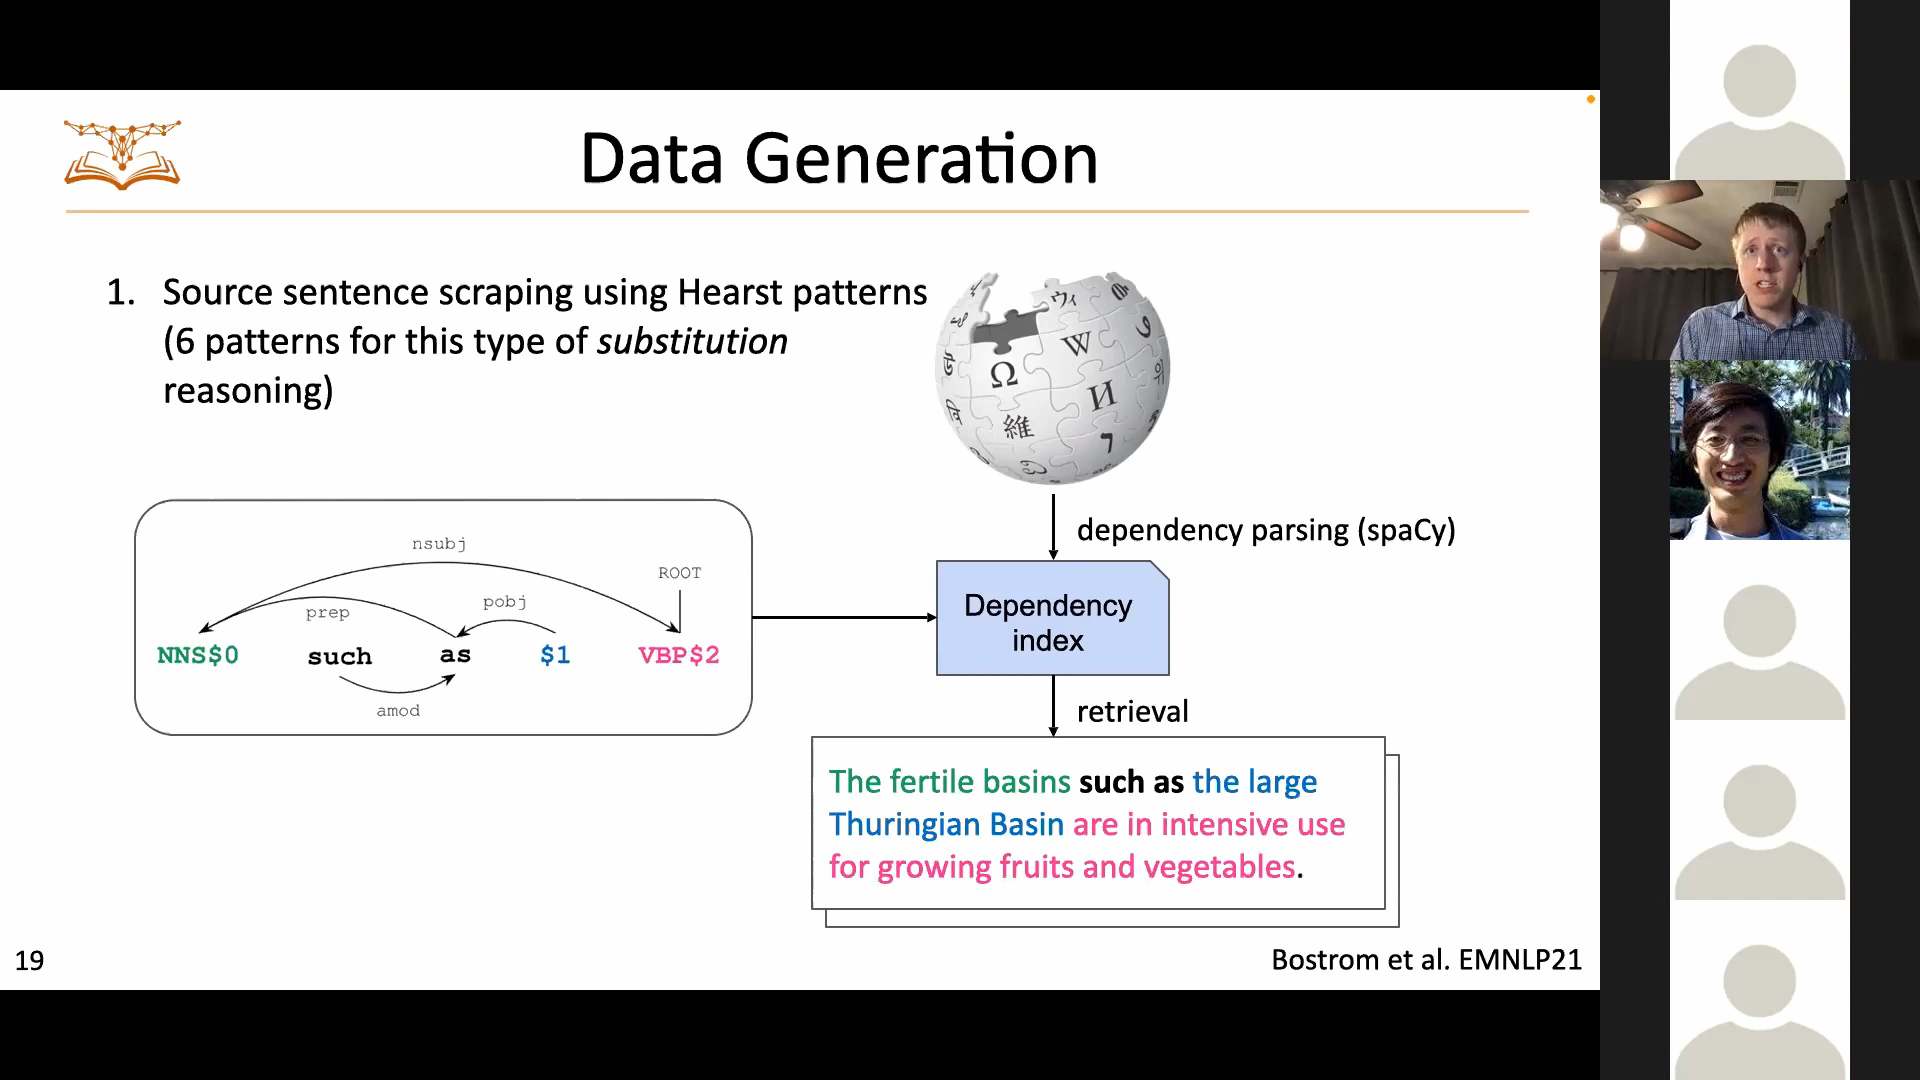 Data Generation
1. Source sentence scraping using Hearst patterns
(6 patterns for this type of substitution
reasoning)
Ω
W
И
維
7
dependency parsing (spaCy)
nsubj
ROOT
prep
pobj
NNS$0 such as $1 VBP$2
amod
Dependency
index
retrieval
The fertile basins such as the large
Thuringian Basin are in intensive use
for growing fruits and vegetables.
19
Bostrom et al. EMNLP21